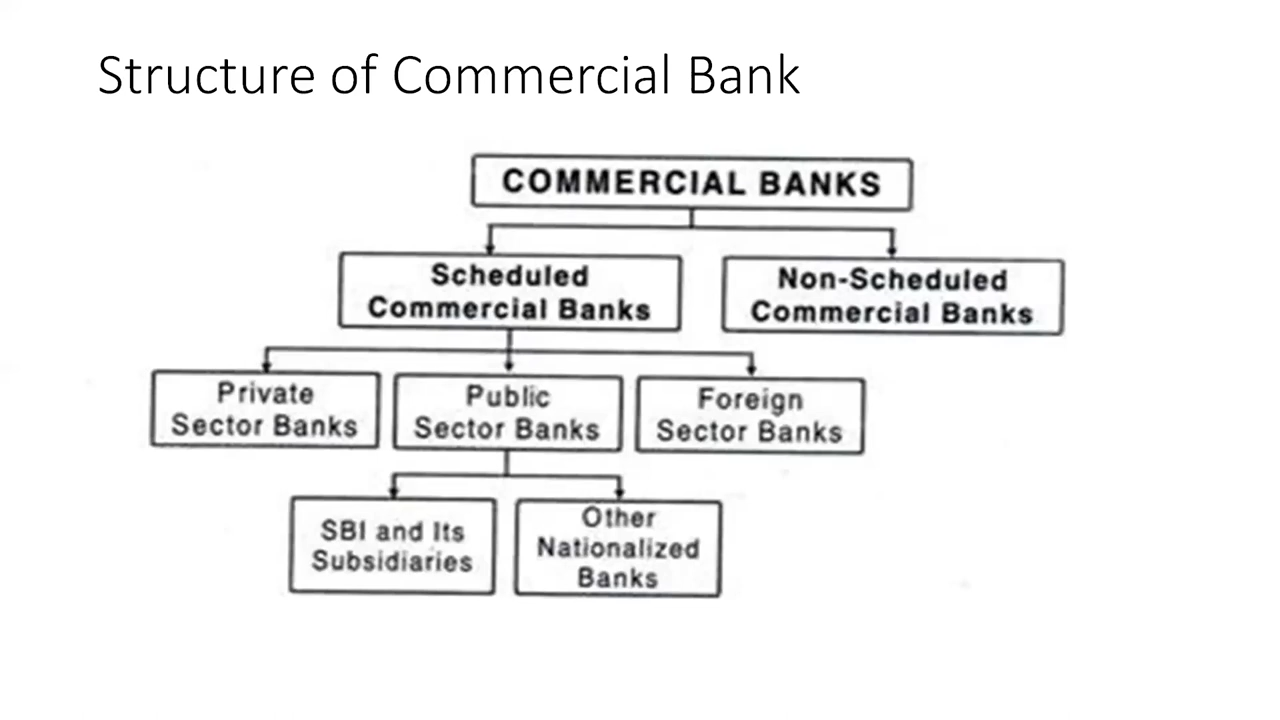 Structure of Commercial Bank
COMMERCIAL BANKS
Scheduled
Commercial Banks
Non-Scheduled
Commercial Banks
Private
Sector Banks
Public
Sector Banks
Foreign
Sector Banks
SBI and Its
Subsidiaries
Other
Nationalized
Banks